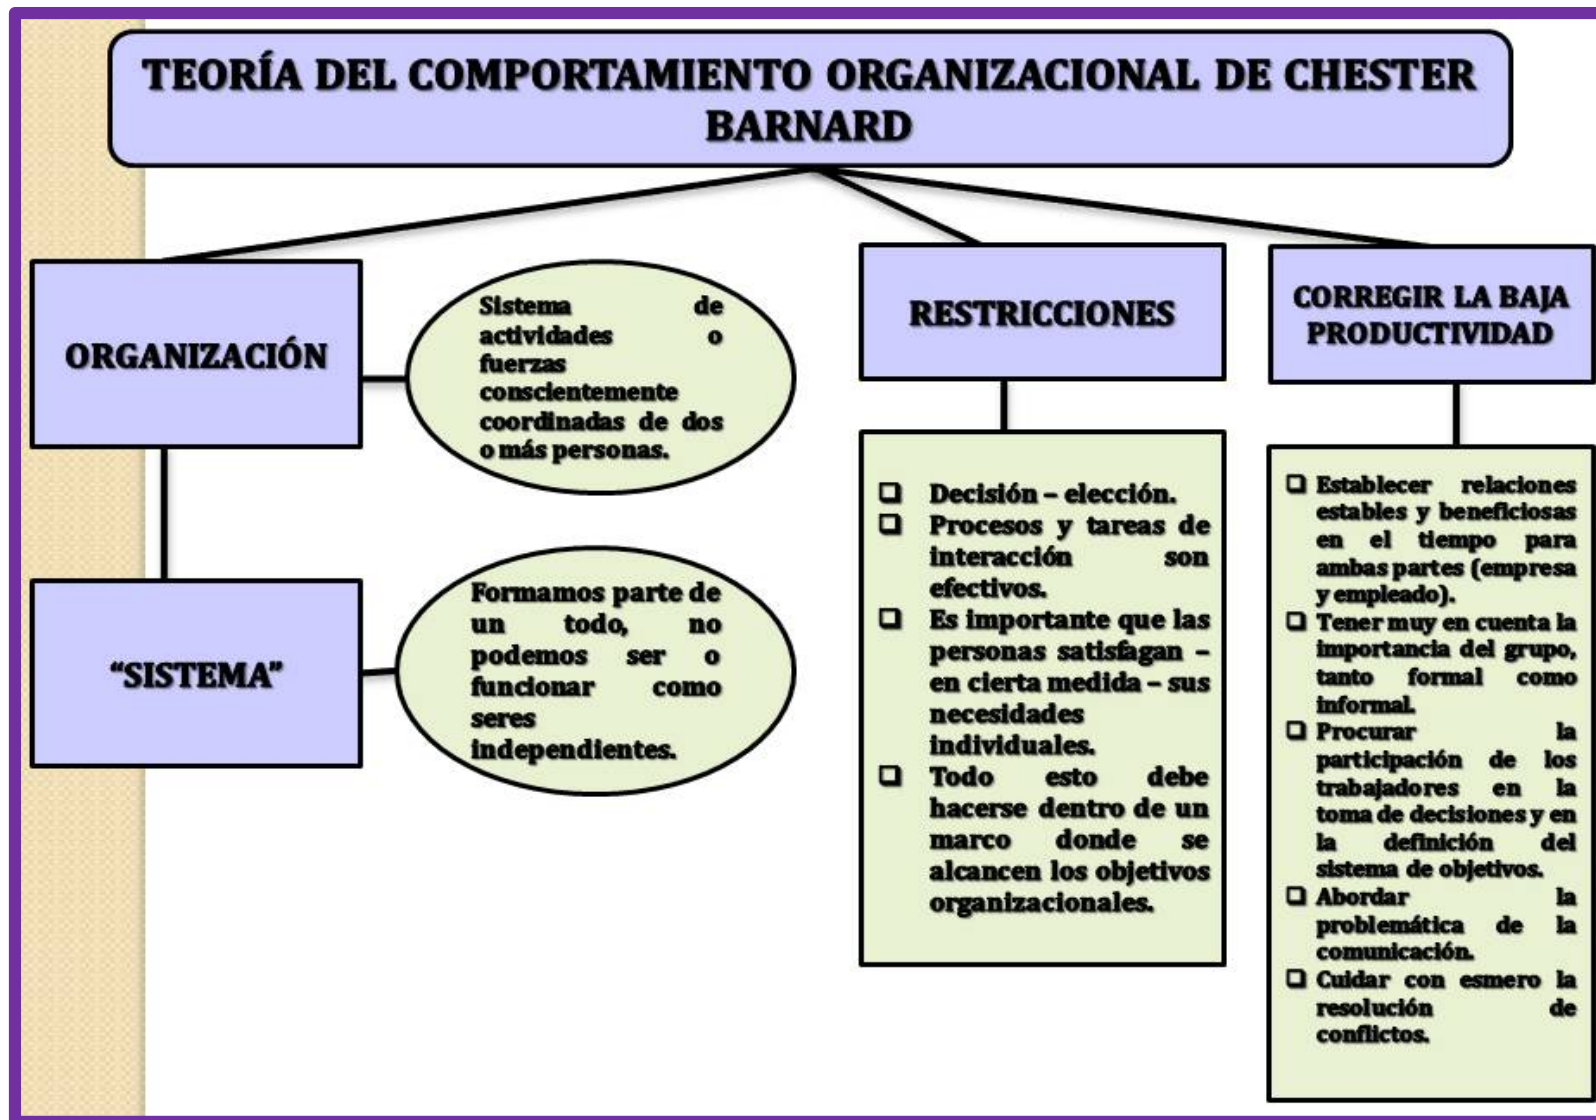 TEORÍA DEL COMPORTAMIENTO ORGANIZACIONAL DE CHESTER
BARNARD
ORGANIZACIÓN
Sistema de
actividades o
fuerzas
conscientemente
coordinadas de dos
o más personas.
"SISTEMA"
Formamos parte de
un todo, no
podemos ser o
funcionar como
seres
independientes.
RESTRICCIONES
❑ Decisión – elección.
❑ Procesos y tareas de
interacción son
efectivos.
❑ Es importante que las
personas satisfagan –
en cierta medida – sus
necesidades
individuales.
❑ Todo esto debe
hacerse dentro de un
marco donde se
alcancen los objetivos
organizacionales.
CORREGIR LA BAJA
PRODUCTIVIDAD
❑ Establecer relaciones
estables y beneficiosas
en el tiempo para
ambas partes (empresa
y empleado).
❑ Tener muy en cuenta la
importancia del grupo,
tanto formal como
informal.
❑ Procurar la
participación de los
trabajadores en la
toma de decisiones y en
la definición del
sistema de objetivos.
❑ Abordar la
problemática de la
comunicación.
❑ Cuidar con esmero la
resolución de
conflictos.